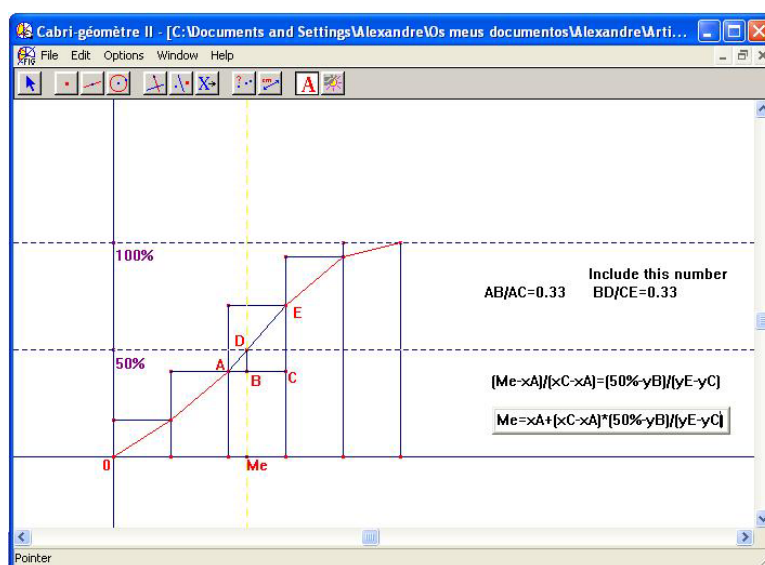 Cabri-géomètre II - [C:\Documents and Settings\Alexandre\Os meus documentos\Alexandre\Arti...
File Edit Options Window Help
A
100%
Include this number
AB/AC=0.33 BD/CE=0.33
E
D
50%
A
B
C
(Me-xA)/(xC-xA)=(50%-yB)/(yE-yC)
Me=xA+(xC-xA)*(50%-yB)/(yE-yC)
0
Me
Pointer